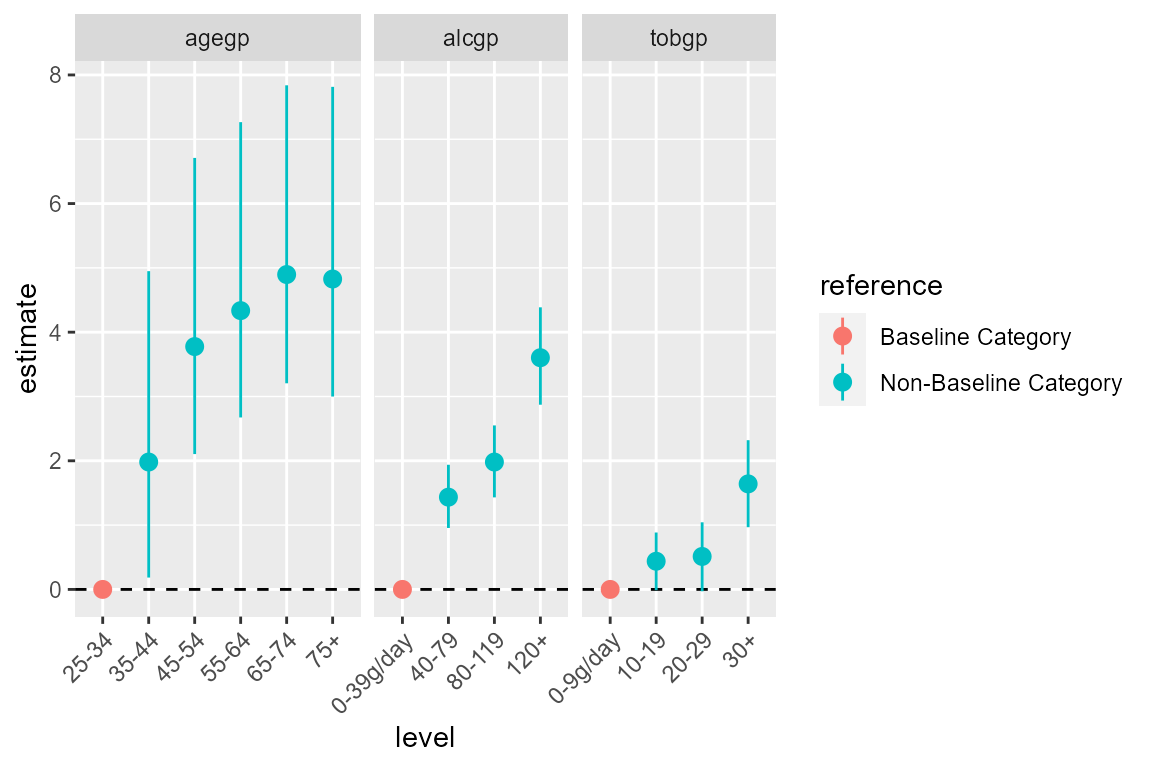 agegp
alcgp
tobgp
8
6
4
2
0
estimate
25-34
35-44
45-54
55-64
65-74
75+
0-39g/day
40-79
80-119
120+
0-9g/day
10-19
20-29
30+
level
reference
Baseline Category
Non-Baseline Category